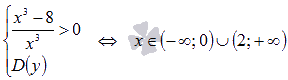 { (x³ − 8)/x³ > 0 ⇔ x ∈ (−∞; 0) ∪ (2; +∞)
D(y)